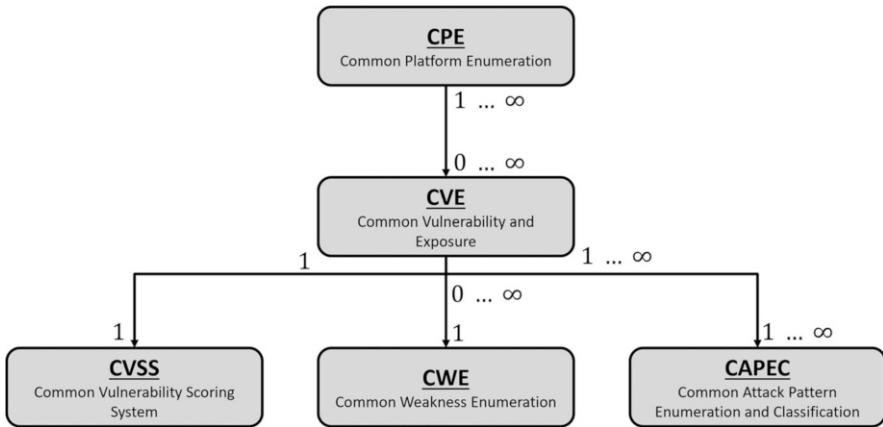 CPE
Common Platform Enumeration
1 ... ∞
0 ... ∞
CVE
Common Vulnerability and
Exposure
1
1 ... ∞
0 ... ∞
1
1
1 ... ∞
CVSS
Common Vulnerability Scoring
System
CWE
Common Weakness Enumeration
CAPEC
Common Attack Pattern
Enumeration and Classification